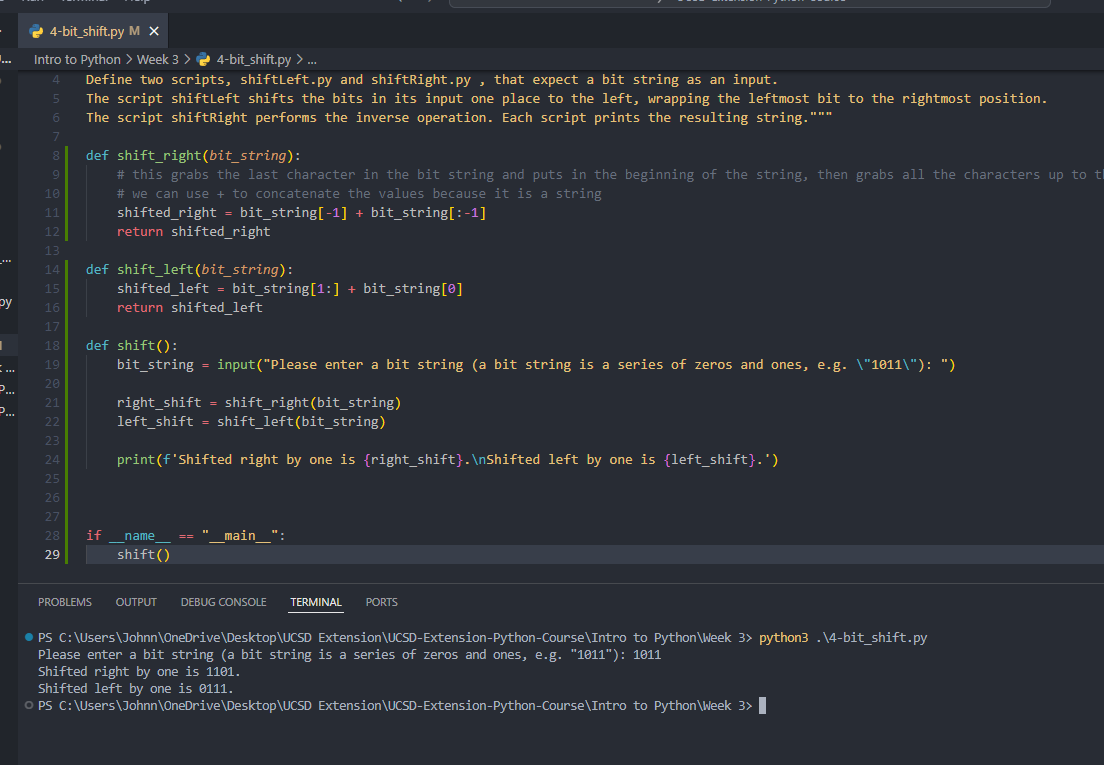 4-bit_shift.py M
Intro to Python > Week 3 > 4-bit_shift.py > ...
4 Define two scripts, shiftLeft.py and shiftRight.py , that expect a bit string as an input.
5 The script shiftLeft shifts the bits in its input one place to the left, wrapping the leftmost bit to the rightmost position.
6 The script shiftRight performs the inverse operation. Each script prints the resulting string."""
7
8 def shift_right(bit_string):
9 # this grabs the last character in the bit string and puts in the beginning of the string, then grabs all the characters up to
10 # we can use + to concatenate the values because it is a string
11 shifted_right = bit_string[-1] + bit_string[:-1]
12 return shifted_right
13
14 def shift_left(bit_string):
15 shifted_left = bit_string[1:] + bit_string[0]
16 return shifted_left
17
18 def shift():
19 bit_string = input("Please enter a bit string (a bit string is a series of zeros and ones, e.g. \"1011\"): ")
20
21 right_shift = shift_right(bit_string)
22 left_shift = shift_left(bit_string)
23
24 print(f'Shifted right by one is {right_shift}.\nShifted left by one is {left_shift}.')
25
26
27
28 if __name__ == "__main__":
29 shift()
PROBLEMS OUTPUT DEBUG CONSOLE TERMINAL PORTS
PS C:\Users\Johnn\OneDrive\Desktop\UCSD Extension\UCSD-Extension-Python-Course\Intro to Python\Week 3> python3 .\4-bit_shift.py
Please enter a bit string (a bit string is a series of zeros and ones, e.g. "1011"): 1011
Shifted right by one is 1101.
Shifted left by one is 0111.
PS C:\Users\Johnn\OneDrive\Desktop\UCSD Extension\UCSD-Extension-Python-Course\Intro to Python\Week 3>